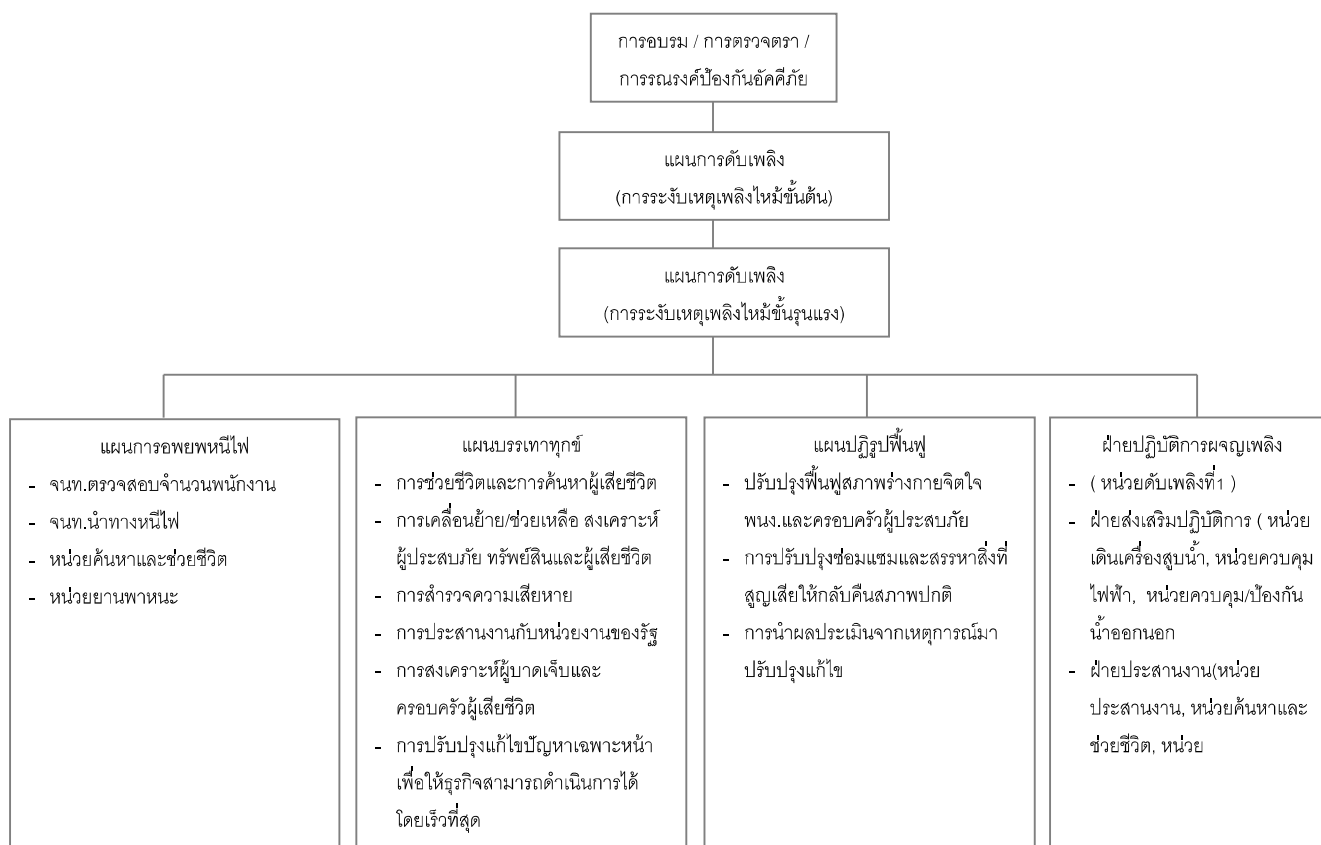 การอบรม / การตรวจตรา /
การรณรงค์ป้องกันอัคคีภัย
แผนการดับเพลิง
(การระงับเหตุเพลิงไหม้ขั้นต้น)
แผนการดับเพลิง
(การระงับเหตุเพลิงไหม้ขั้นรุนแรง)
แผนการอพยพหนีไฟ
- จนท.ตรวจสอบจำนวนพนักงาน
- จนท.นำทางหนีไฟ
- หน่วยค้นหาและช่วยชีวิต
- หน่วยยานพาหนะ
แผนบรรเทาทุกข์
- การช่วยชีวิตและการค้นหาผู้เสียชีวิต
- การเคลื่อนย้าย/ช่วยเหลือ สงเคราะห์
ผู้ประสบภัย ทรัพย์สินและผู้เสียชีวิต
- การสำรวจความเสียหาย
- การประสานงานกับหน่วยงานของรัฐ
- การสงเคราะห์ผู้บาดเจ็บและ
ครอบครัวผู้เสียชีวิต
- การปรับปรุงแก้ไขปัญหาเฉพาะหน้า
เพื่อให้ธุรกิจสามารถดำเนินการได้
โดยเร็วที่สุด
แผนปฏิรูปฟื้นฟู
- ปรับปรุงฟื้นฟูสภาพร่างกายจิตใจ
พนง.และครอบครัวผู้ประสบภัย
- การปรับปรุงซ่อมแซมและสรรหาสิ่งที่
สูญเสียให้กลับคืนสภาพปกติ
- การนำผลประเมินจากเหตุการณ์มา
ปรับปรุงแก้ไข
ฝ่ายปฏิบัติการผจญเพลิง
- ( หน่วยดับเพลิงที่1 )
- ฝ่ายส่งเสริมปฏิบัติการ ( หน่วย
เดินเครื่องสูบน้ำ, หน่วยควบคุม
ไฟฟ้า, หน่วยควบคุม/ป้องกัน
น้ำออกนอก
- ฝ่ายประสานงาน(หน่วย
ประสานงาน, หน่วยค้นหาและ
ช่วยชีวิต, หน่วย